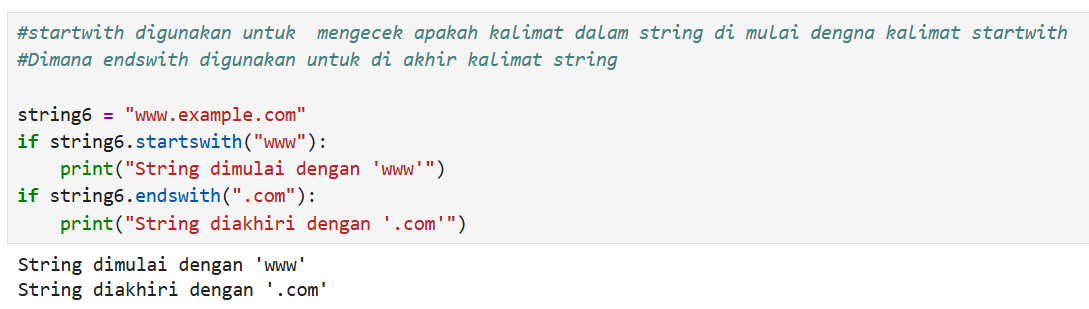 #startwith digunakan untuk  mengecek apakah kalimat dalam string di mulai dengna kalimat startwith
#Dimana endswith digunakan untuk di akhir kalimat string
string6 = "www.example.com"
if string6.startswith("www"):
    print("String dimulai dengan 'www'")
if string6.endswith(".com"):
    print("String diakhiri dengan '.com'")
String dimulai dengan 'www'
String diakhiri dengan '.com'